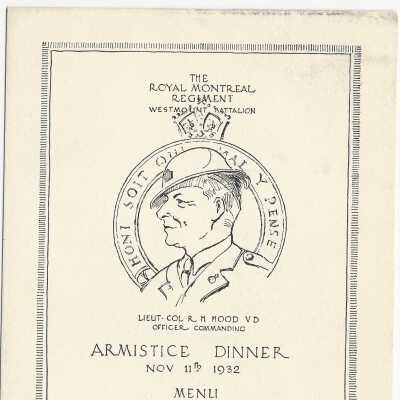 THE
ROYAL MONTREAL
REGIMENT
WESTMOUNT BATTALION
HONI SOIT QUI MAL Y PENSE
LIEUT-COL R H HOOD V D
OFFICER COMMANDING
ARMISTICE DINNER
NOV 11th 1932
MENU